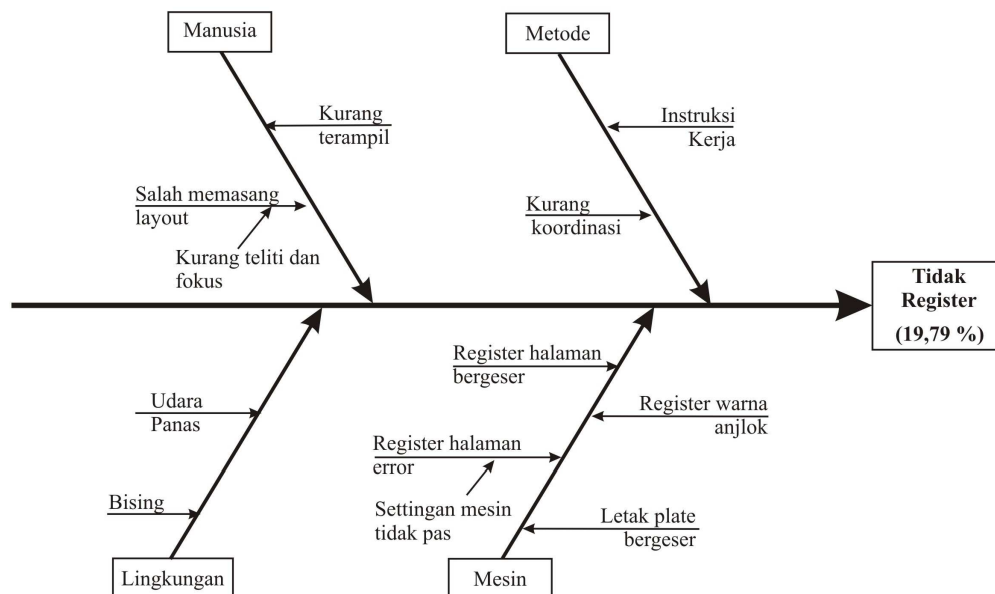 Manusia
Metode
Kurang
terampil
Instruksi
Kerja
Salah memasang
layout
Kurang
koordinasi
Kurang teliti dan
fokus
Tidak
Register
(19,79 %)
Register halaman
bergeser
Udara
Panas
Register warna
anjlok
Register halaman
error
Settingan mesin
tidak pas
Bising
Letak plate
bergeser
Lingkungan
Mesin